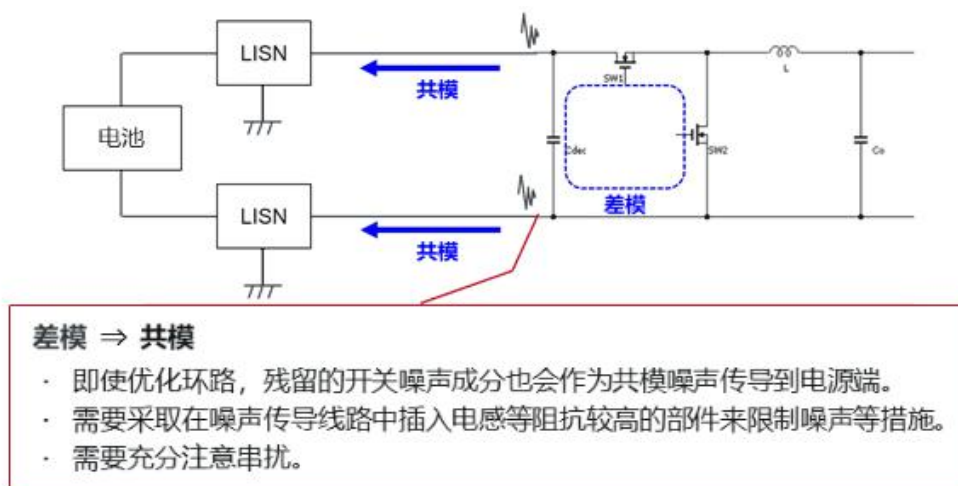 LISN
共模
SW1
L
电池
Cdec
SW2
Co
差模
LISN
共模
差模 ⇒ 共模
· 即使优化环路，残留的开关噪声成分也会作为共模噪声传导到电源端。
· 需要采取在噪声传导线路中插入电感等阻抗较高的部件来限制噪声等措施。
· 需要充分注意串扰。